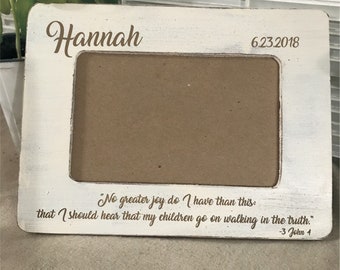 Hannah
6.23.2018
"No greater joy do I have than this:
that I should hear that my children go on walking in the truth."
-3 John 4